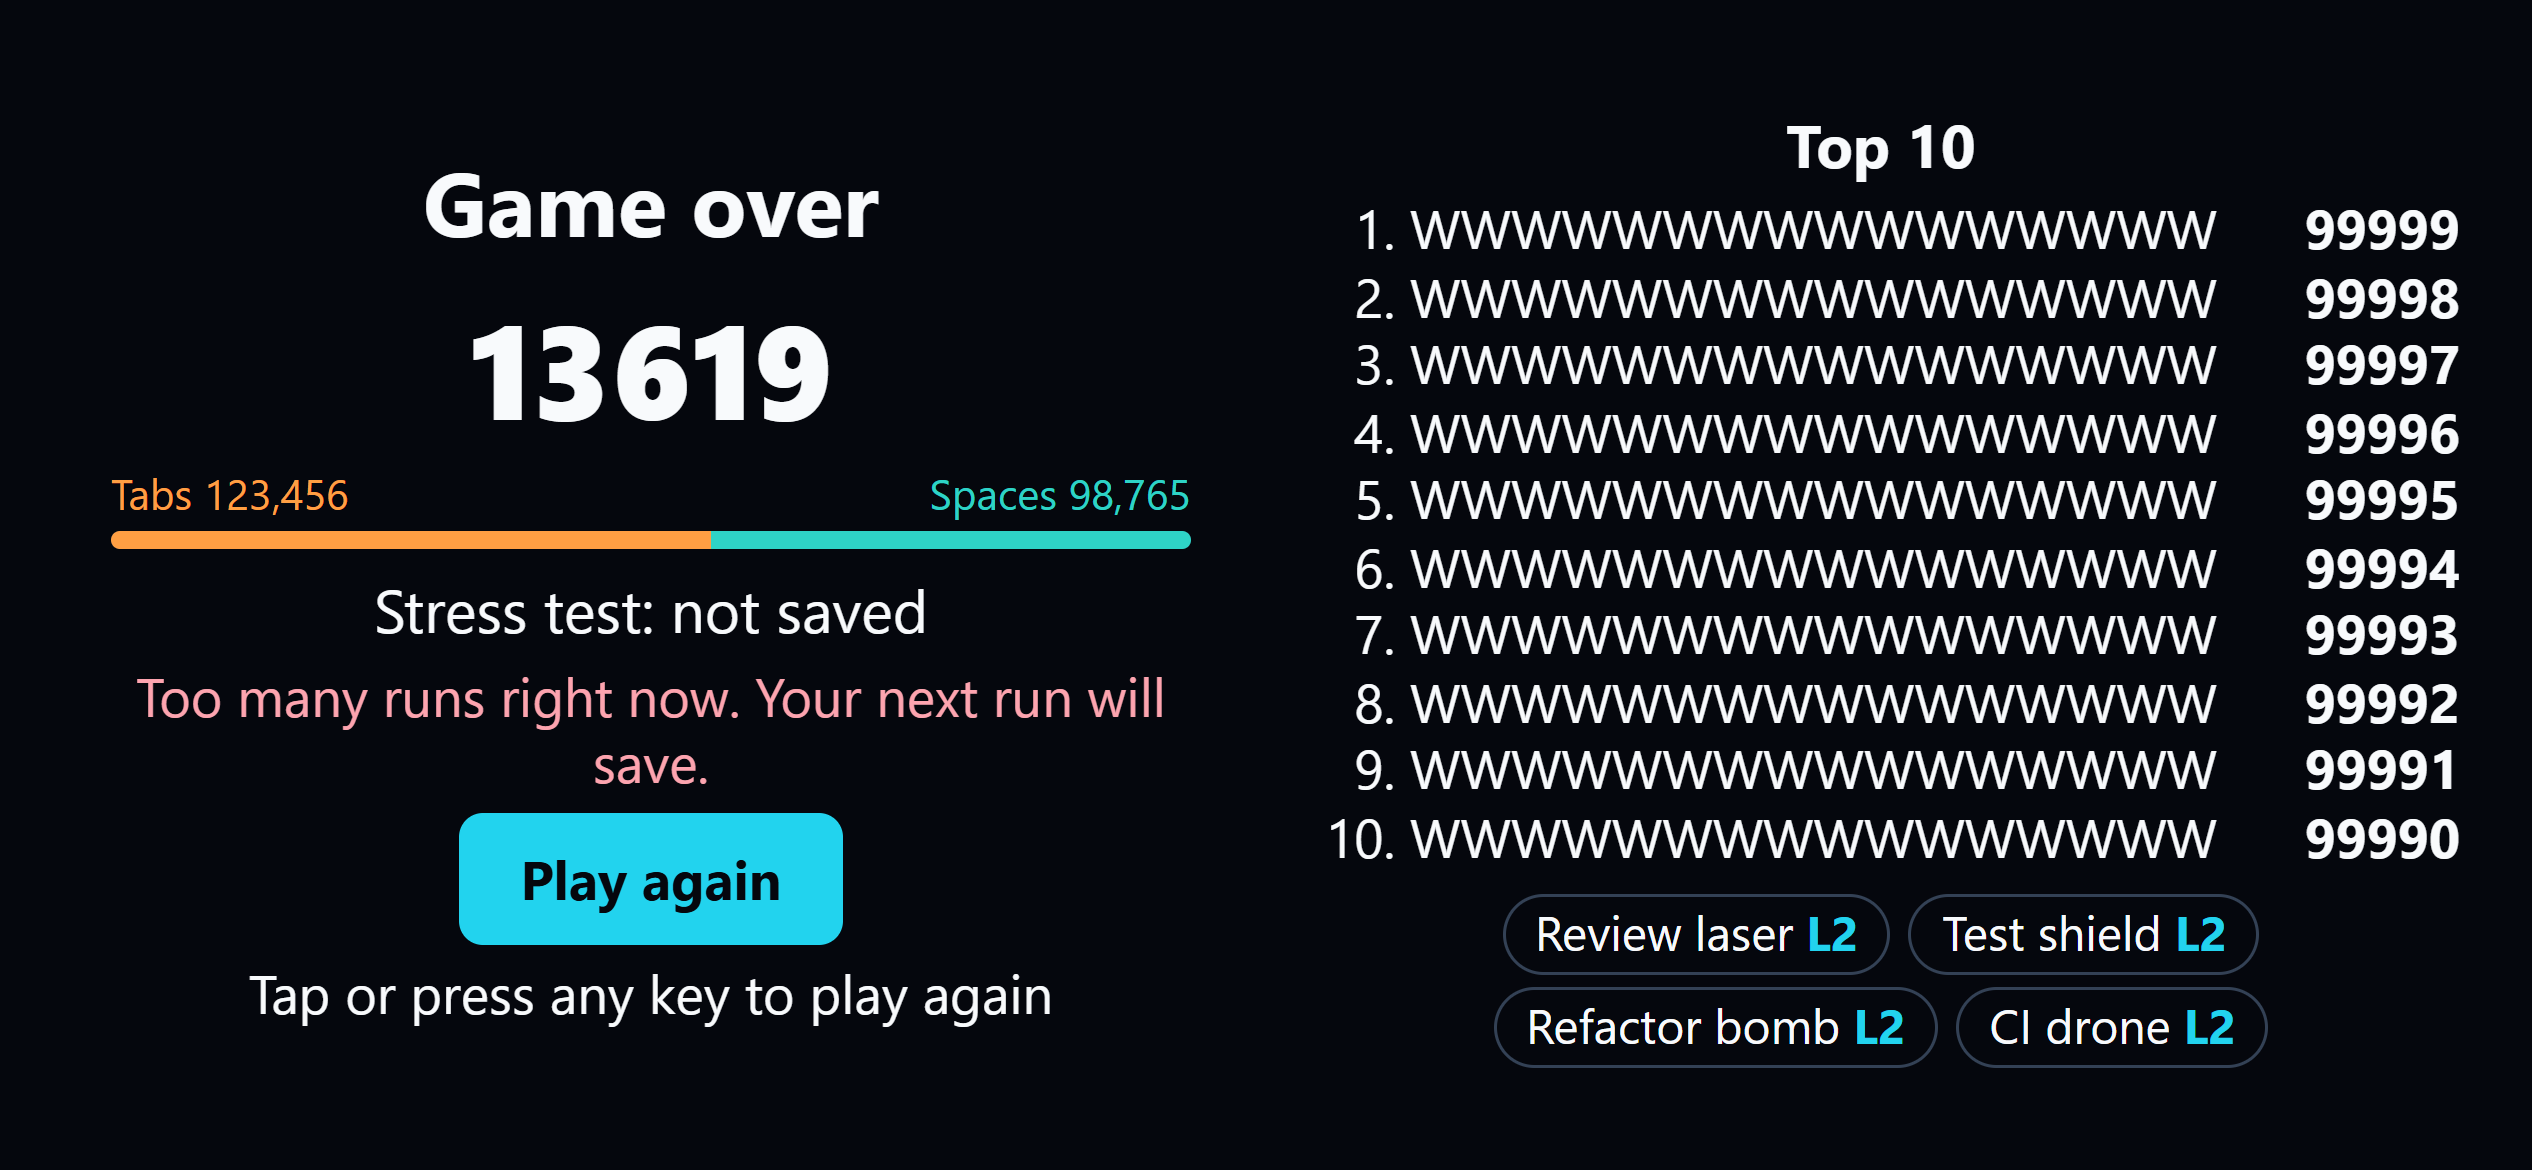 Game over
13619
Tabs 123,456
Spaces 98,765
Stress test: not saved
Too many runs right now. Your next run will
save.
Play again
Tap or press any key to play again
Top 10
1. WWWWWWWWWWWWWWWW 99999
2. WWWWWWWWWWWWWWWW 99998
3. WWWWWWWWWWWWWWWW 99997
4. WWWWWWWWWWWWWWWW 99996
5. WWWWWWWWWWWWWWWW 99995
6. WWWWWWWWWWWWWWWW 99994
7. WWWWWWWWWWWWWWWW 99993
8. WWWWWWWWWWWWWWWW 99992
9. WWWWWWWWWWWWWWWW 99991
10. WWWWWWWWWWWWWWWW 99990
Review laser L2
Test shield L2
Refactor bomb L2
CI drone L2